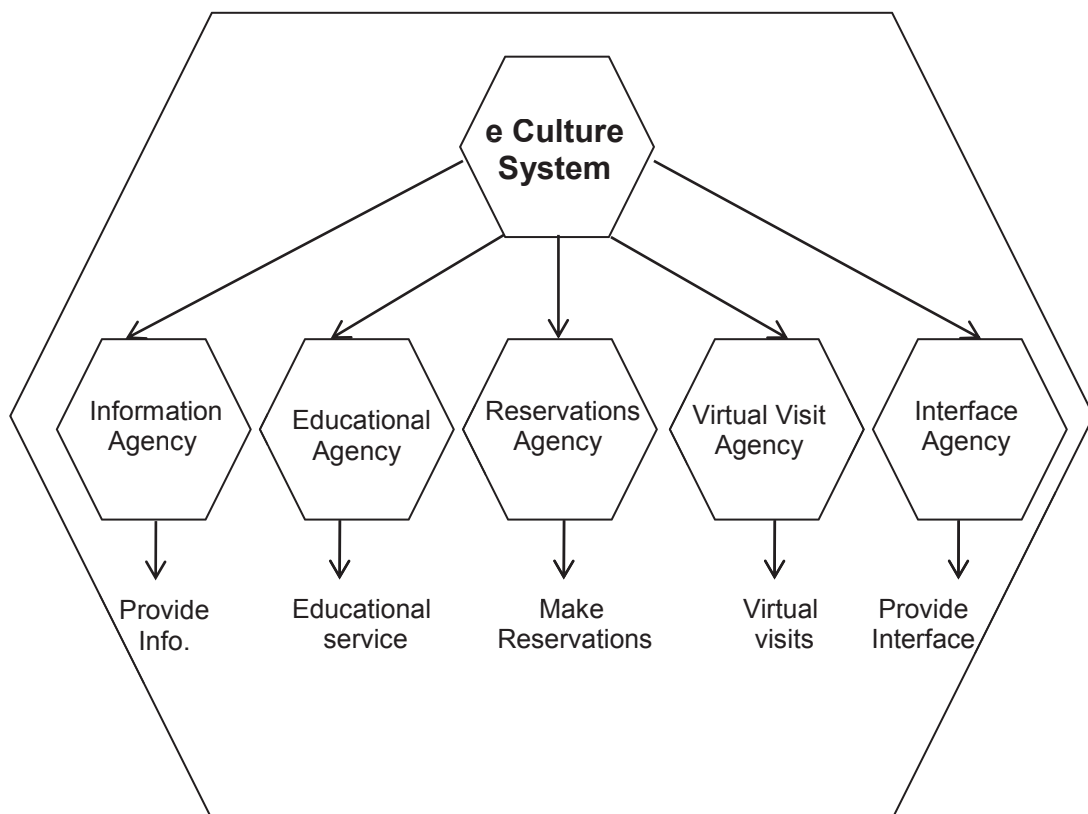 e Culture
System
Information
Agency
Educational
Agency
Reservations
Agency
Virtual Visit
Agency
Interface
Agency
Provide
Info.
Educational
service
Make
Reservations
Virtual
visits
Provide
Interface